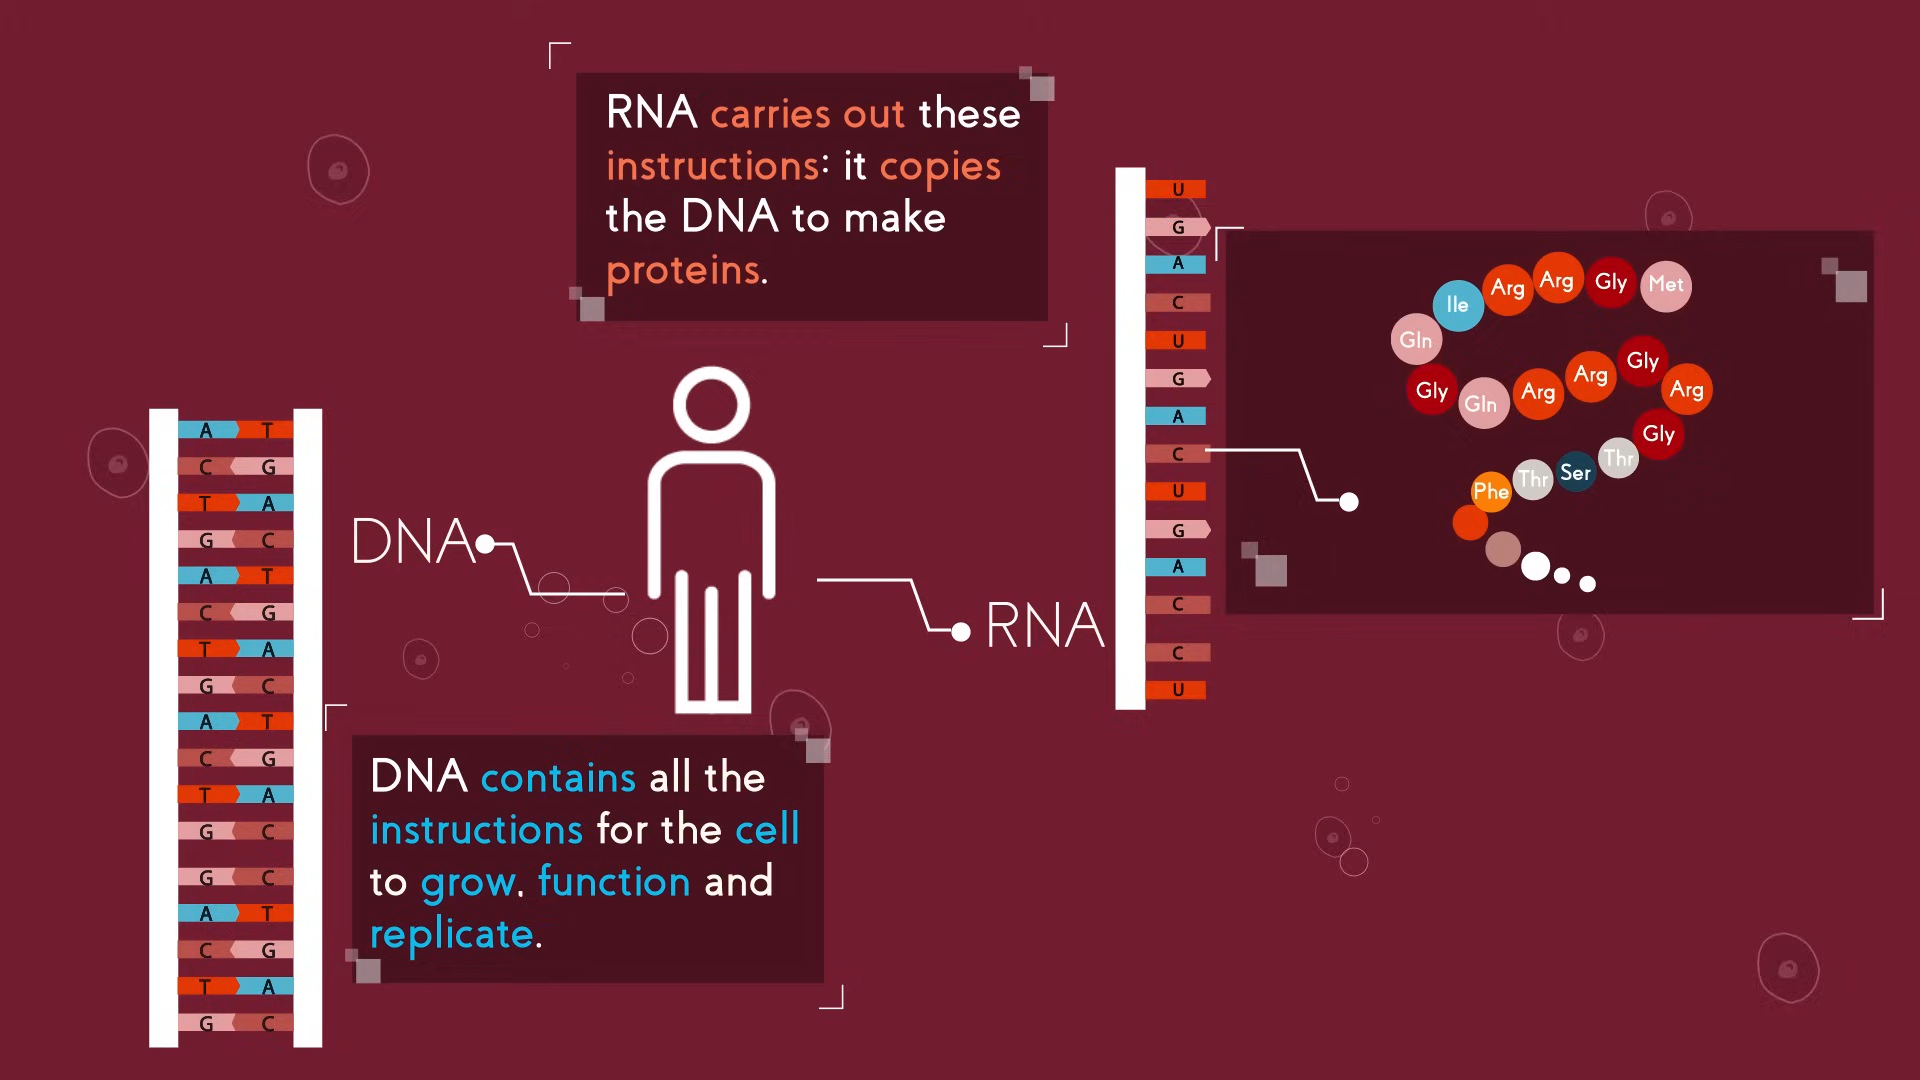 RNA carries out these
instructions: it copies
the DNA to make
proteins.
A T
C G
T A
G C
A T
C G
T A
G C
A T
C G
T A
G C
G C
A T
C G
T A
G C
DNA
DNA contains all the
instructions for the cell
to grow, function and
replicate.
RNA
U
G
A
C
U
G
A
C
U
G
A
C
C
U
Ile Arg Arg Gly Met
Gln
Gly Gln Arg Arg Gly Arg
Gly
Phe Thr Ser Thr